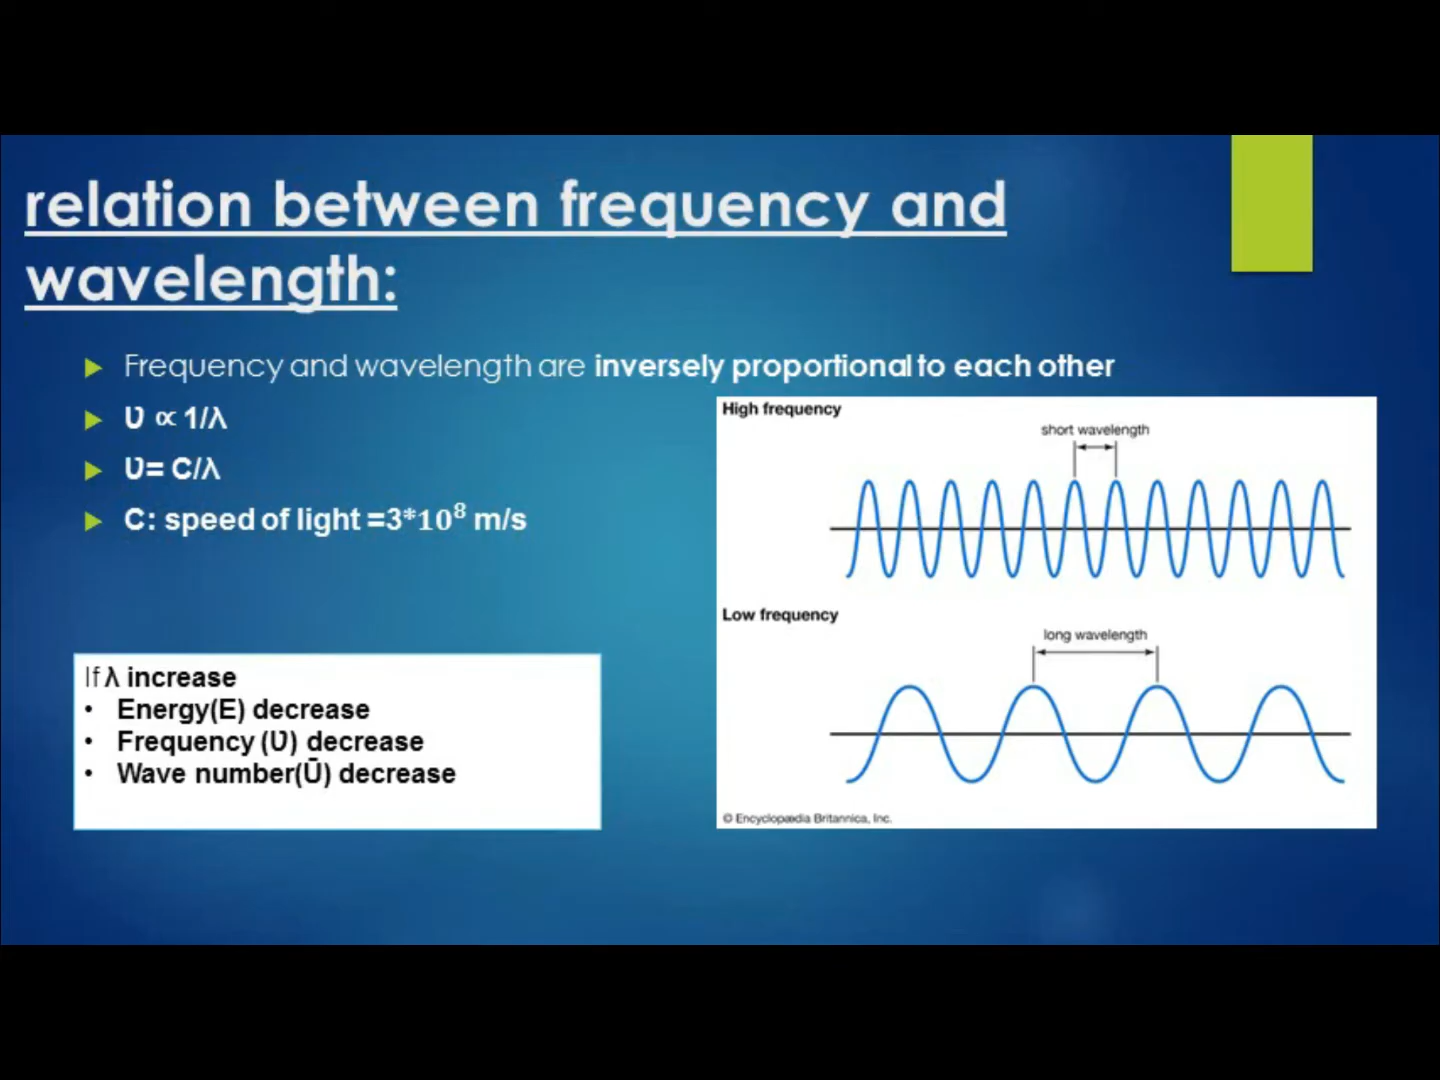 relation between frequency and
wavelength:
Frequency and wavelength are inversely proportional to each other
Ʋ ∝ 1/λ
Ʋ= C/λ
C: speed of light =3*10⁸ m/s
If λ increase
• Energy(E) decrease
• Frequency (Ʋ) decrease
• Wave number(Ū) decrease
High frequency
short wavelength
Low frequency
long wavelength
© Encyclopædia Britannica, Inc.